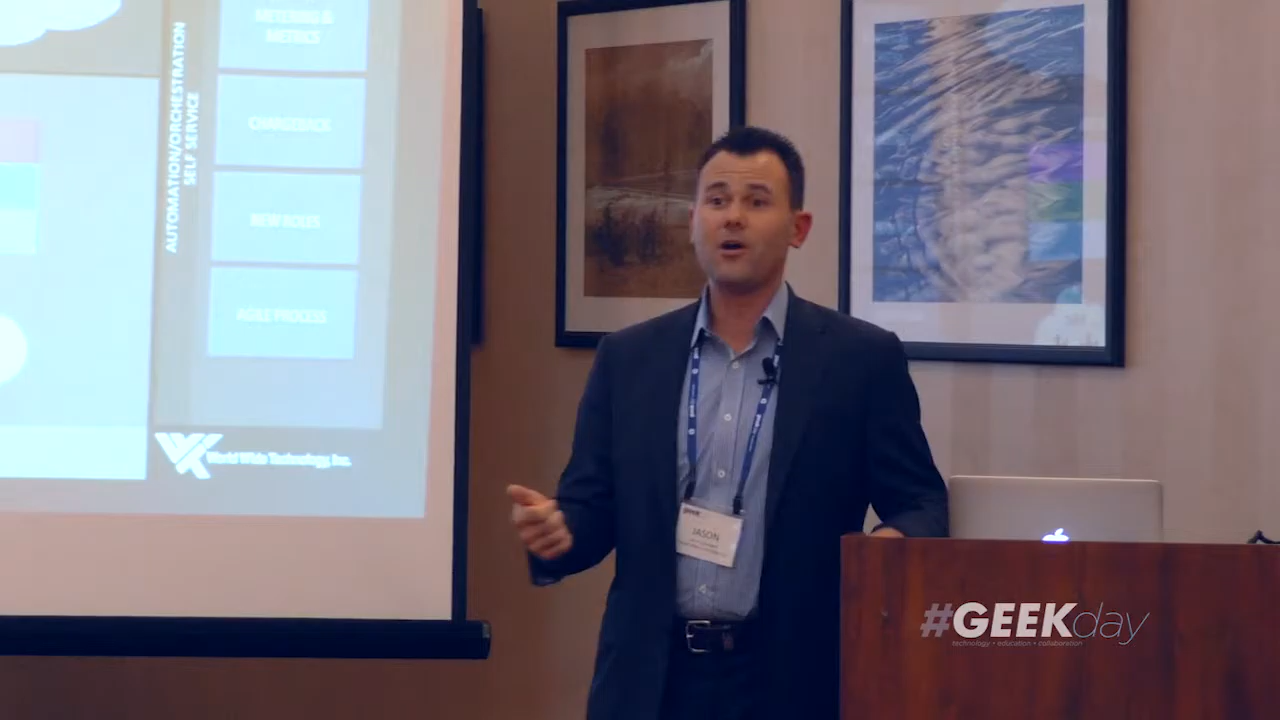 METERING &
METRICS
CHARGEBACK
NEW ROLES
AGILE PROCESS
AUTOMATION/ORCHESTRATION
SELF SERVICE
World Wide Technology, Inc.
JASON
#GEEKday
technology • education • collaboration